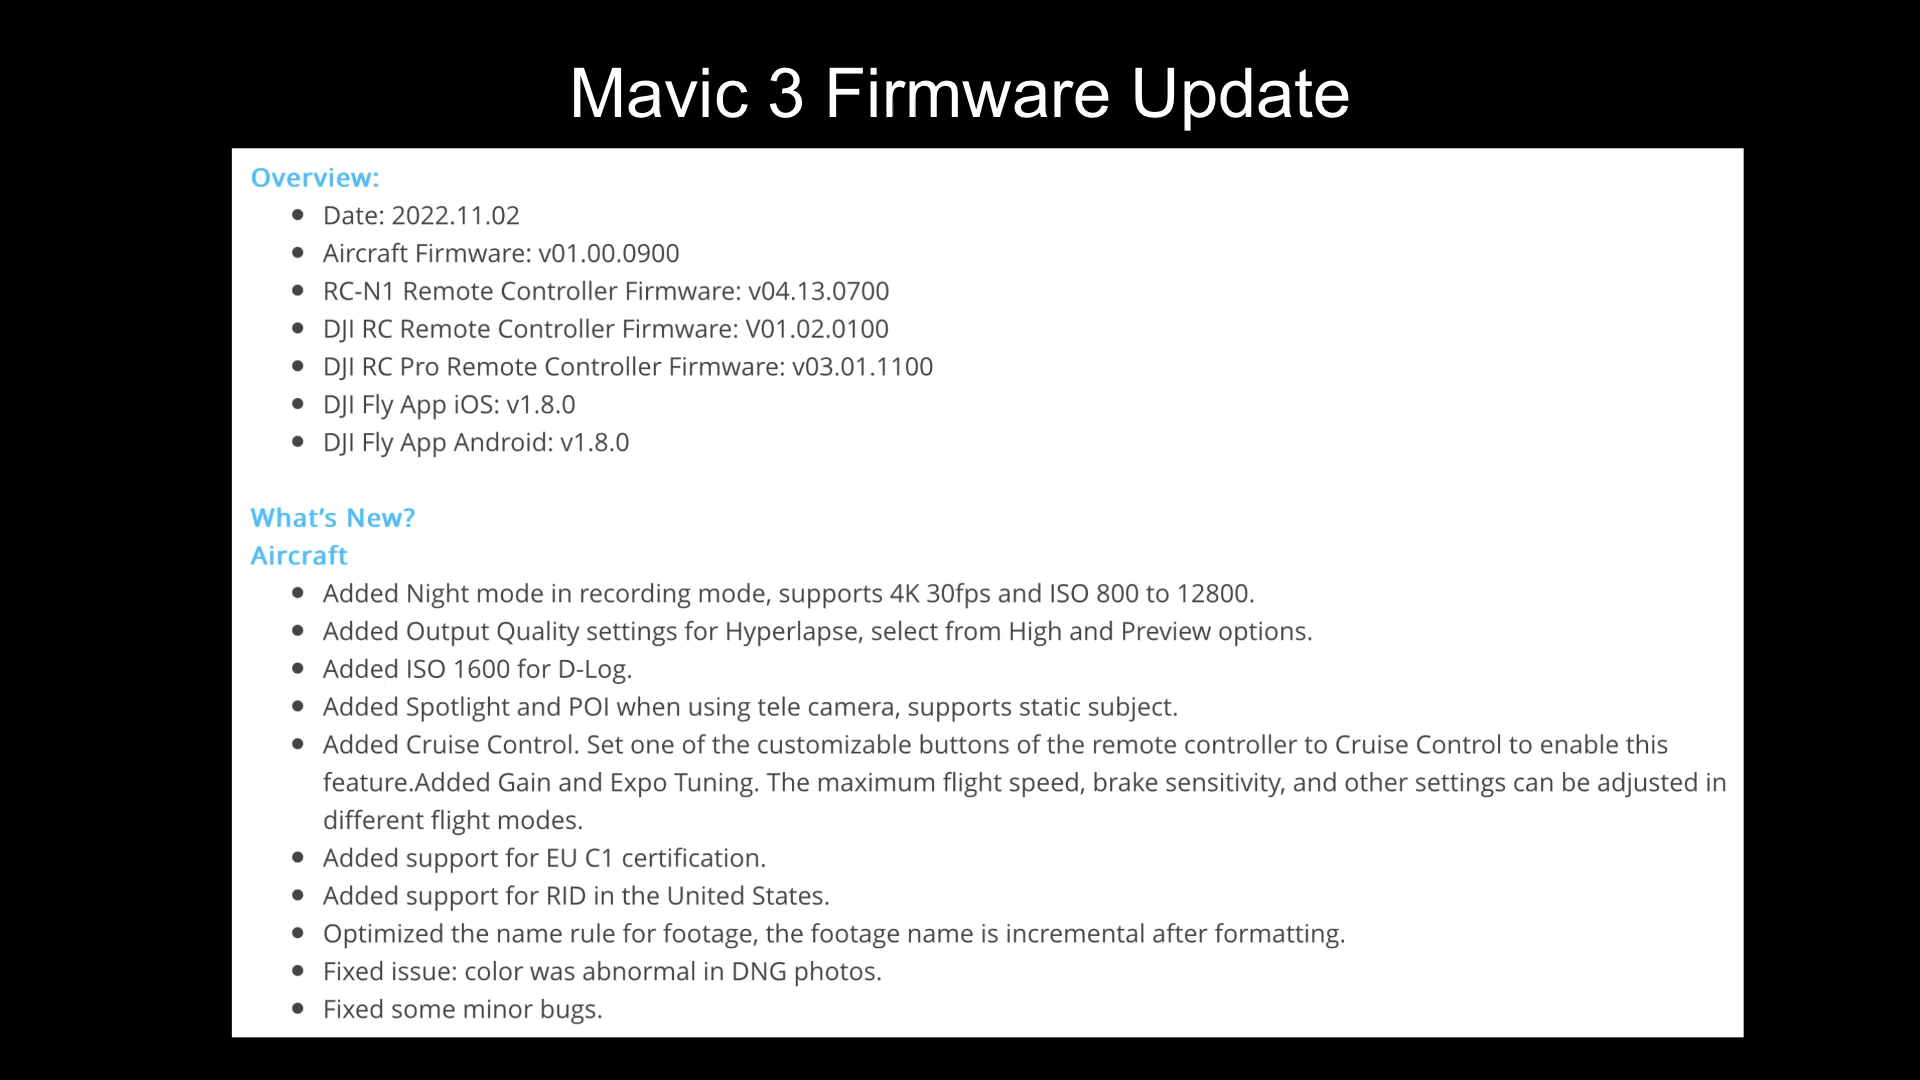 Mavic 3 Firmware Update
Overview:
● Date: 2022.11.02
● Aircraft Firmware: v01.00.0900
● RC-N1 Remote Controller Firmware: v04.13.0700
● DJI RC Remote Controller Firmware: V01.02.0100
● DJI RC Pro Remote Controller Firmware: v03.01.1100
● DJI Fly App iOS: v1.8.0
● DJI Fly App Android: v1.8.0
What’s New?
Aircraft
● Added Night mode in recording mode, supports 4K 30fps and ISO 800 to 12800.
● Added Output Quality settings for Hyperlapse, select from High and Preview options.
● Added ISO 1600 for D-Log.
● Added Spotlight and POI when using tele camera, supports static subject.
● Added Cruise Control. Set one of the customizable buttons of the remote controller to Cruise Control to enable this
feature.Added Gain and Expo Tuning. The maximum flight speed, brake sensitivity, and other settings can be adjusted in
different flight modes.
● Added support for EU C1 certification.
● Added support for RID in the United States.
● Optimized the name rule for footage, the footage name is incremental after formatting.
● Fixed issue: color was abnormal in DNG photos.
● Fixed some minor bugs.